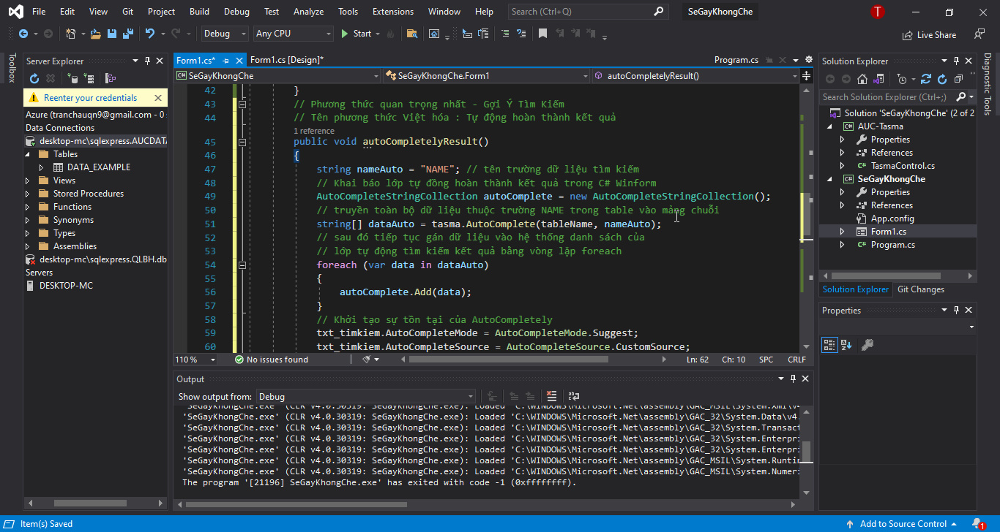 File Edit View Git Project Build Debug Test Analyze Tools Extensions Window Help Search (Ctrl+Q) SeGayKhongChe T
Debug Any CPU Start Live Share
Toolbox
Server Explorer
Reenter your credentials
Azure (tranchauqn9@gmail.com - 0
Data Connections
desktop-mc\sqlexpress.AUCDATA
Tables
DATA_EXAMPLE
Views
Stored Procedures
Functions
Synonyms
Types
Assemblies
desktop-mc\sqlexpress.QLBH.db
Servers
DESKTOP-MC
Form1.cs* Form1.cs [Design]* Program.cs
SeGayKhongChe SeGayKhongChe.Form1 autoCompletelyResult()
42 }
43 // Phương thức quan trọng nhất - Gợi Ý Tìm Kiếm
44 // Tên phương thức Việt hóa : Tự động hoàn thành kết quả
1 reference
45 public void autoCompletelyResult()
46 {
47 string nameAuto = "NAME"; // tên trường dữ liệu tìm kiếm
48 // Khai báo lớp tự đồng hoàn thành kết quả trong C# Winform
49 AutoCompleteStringCollection autoComplete = new AutoCompleteStringCollection();
50 // truyền toàn bộ dữ liệu thuộc trường NAME trong table vào mảng chuỗi
51 string[] dataAuto = tasma.AutoComplete(tableName, nameAuto);
52 // sau đó tiếp tục gán dữ liệu vào hệ thống danh sách của
53 // lớp tự động tìm kiếm kết quả bằng vòng lặp foreach
54 foreach (var data in dataAuto)
55 {
56 autoComplete.Add(data);
57 }
58 // Khởi tạo sự tồn tại của AutoCompletely
59 txt_timkiem.AutoCompleteMode = AutoCompleteMode.Suggest;
60 txt_timkiem.AutoCompleteSource = AutoCompleteSource.CustomSource;
110 % No issues found Ln: 62 Ch: 10 SPC CRLF
Output
Show output from: Debug
'SeGayKhongChe.exe' (CLR v4.0.30319: SeGayKhongChe.exe): Loaded 'C:\WINDOWS\Microsoft.Net\assembly\GAC_MSIL\System.Xml\v4
'SeGayKhongChe.exe' (CLR v4.0.30319: SeGayKhongChe.exe): Loaded 'C:\WINDOWS\Microsoft.Net\assembly\GAC_32\System.Data\v4.
'SeGayKhongChe.exe' (CLR v4.0.30319: SeGayKhongChe.exe): Loaded 'C:\WINDOWS\Microsoft.Net\assembly\GAC_32\System.Transact
'SeGayKhongChe.exe' (CLR v4.0.30319: SeGayKhongChe.exe): Loaded 'C:\WINDOWS\Microsoft.Net\assembly\GAC_32\System.Enterpri
'SeGayKhongChe.exe' (CLR v4.0.30319: SeGayKhongChe.exe): Loaded 'C:\WINDOWS\Microsoft.Net\assembly\GAC_32\System.Enterpri
'SeGayKhongChe.exe' (CLR v4.0.30319: SeGayKhongChe.exe): Loaded 'C:\WINDOWS\Microsoft.Net\assembly\GAC_MSIL\System.Runtin
'SeGayKhongChe.exe' (CLR v4.0.30319: SeGayKhongChe.exe): Loaded 'C:\WINDOWS\Microsoft.Net\assembly\GAC_MSIL\System.Numeri
The program '[21196] SeGayKhongChe.exe' has exited with code -1 (0xffffffff).
Solution Explorer
Search Solution Explorer (Ctrl+;)
Solution 'SeGayKhongChe' (2 of 2
AUC-Tasma
Properties
References
TasmaControl.cs
SeGayKhongChe
Properties
References
App.config
Form1.cs
Program.cs
Solution Explorer Git Changes
Properties
Diagnostic Tools
Item(s) Saved Add to Source Control 1